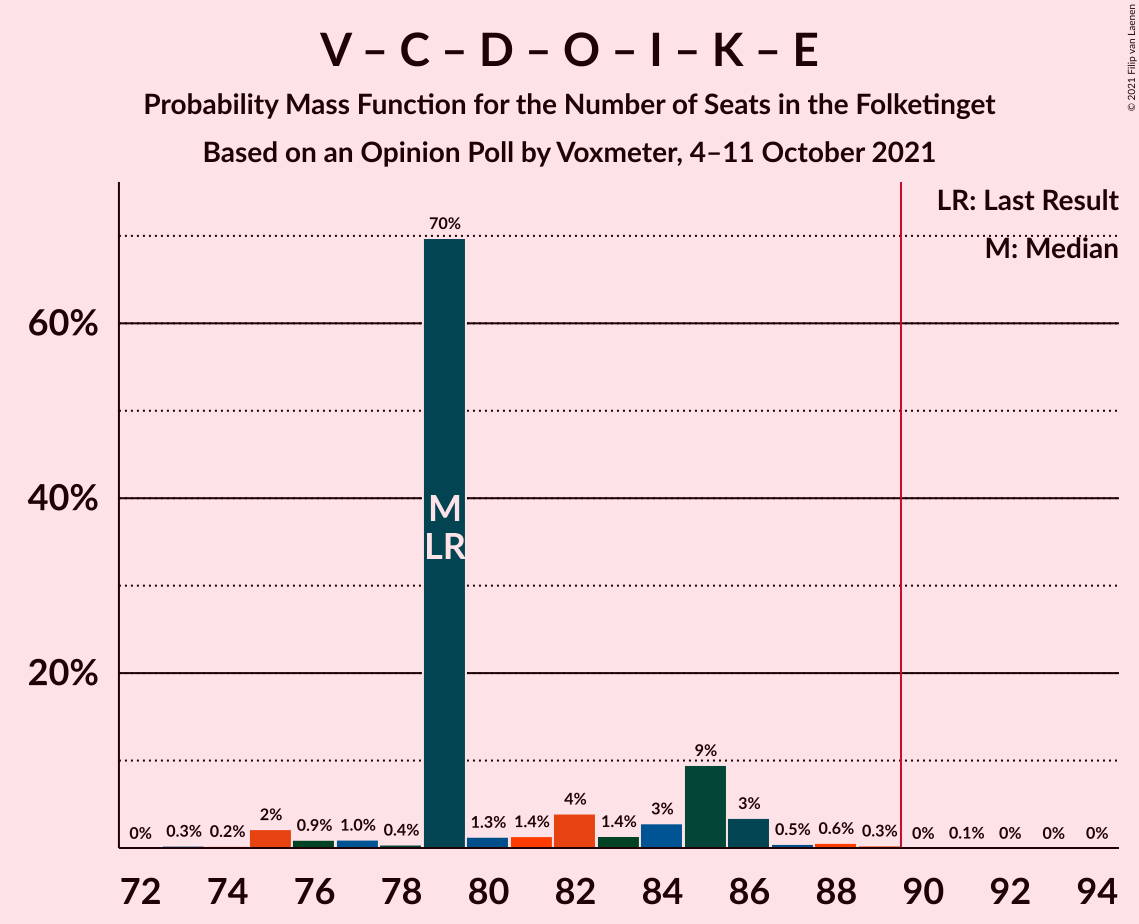 V – C – D – O – I – K – E
Probability Mass Function for the Number of Seats in the Folketinget
Based on an Opinion Poll by Voxmeter, 4–11 October 2021
© 2021 Filip van Laenen
LR: Last Result
M: Median
60%
40%
20%
0% 0.3% 0.2% 2% 0.9% 1.0% 0.4% 70% 1.3% 1.4% 4% 1.4% 3% 9% 3% 0.5% 0.6% 0.3% 0% 0.1% 0% 0% 0%
M
LR
72 74 76 78 80 82 84 86 88 90 92 94